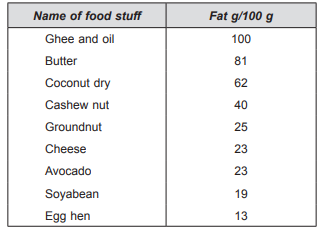 Name of food stuff Fat g/100 g
Ghee and oil 100
Butter 81
Coconut dry 62
Cashew nut 40
Groundnut 25
Cheese 23
Avocado 23
Soyabean 19
Egg hen 13